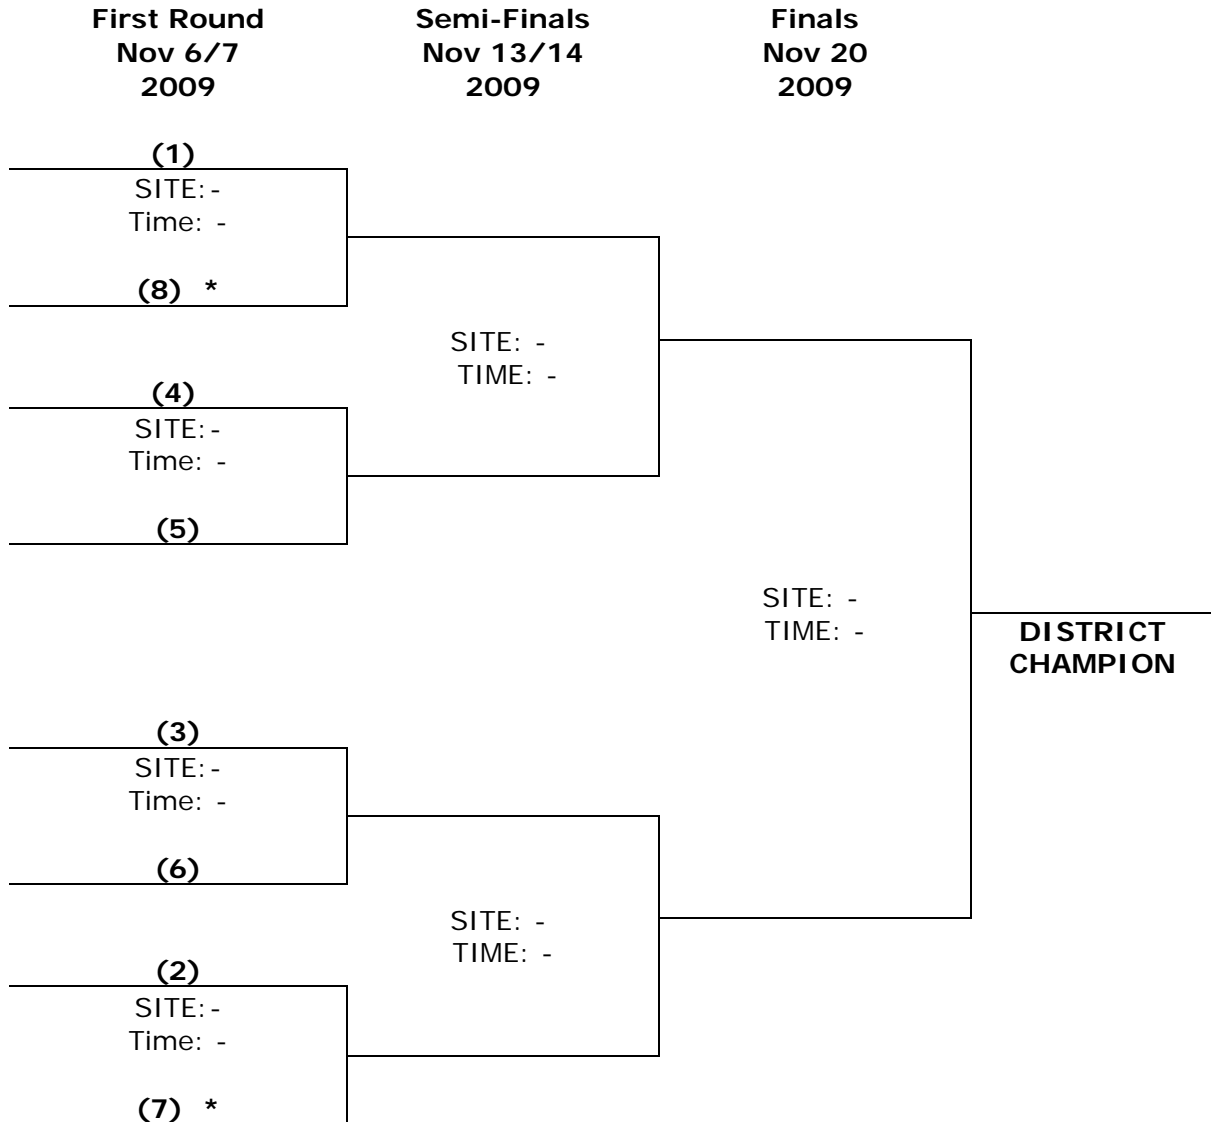 First Round
Nov 6/7
2009
Semi-Finals
Nov 13/14
2009
Finals
Nov 20
2009
(1)
SITE: -
Time: -
(8) *
SITE: -
TIME: -
(4)
SITE: -
Time: -
(5)
SITE: -
TIME: -
DISTRICT
CHAMPION
(3)
SITE: -
Time: -
(6)
SITE: -
TIME: -
(2)
SITE: -
Time: -
(7) *